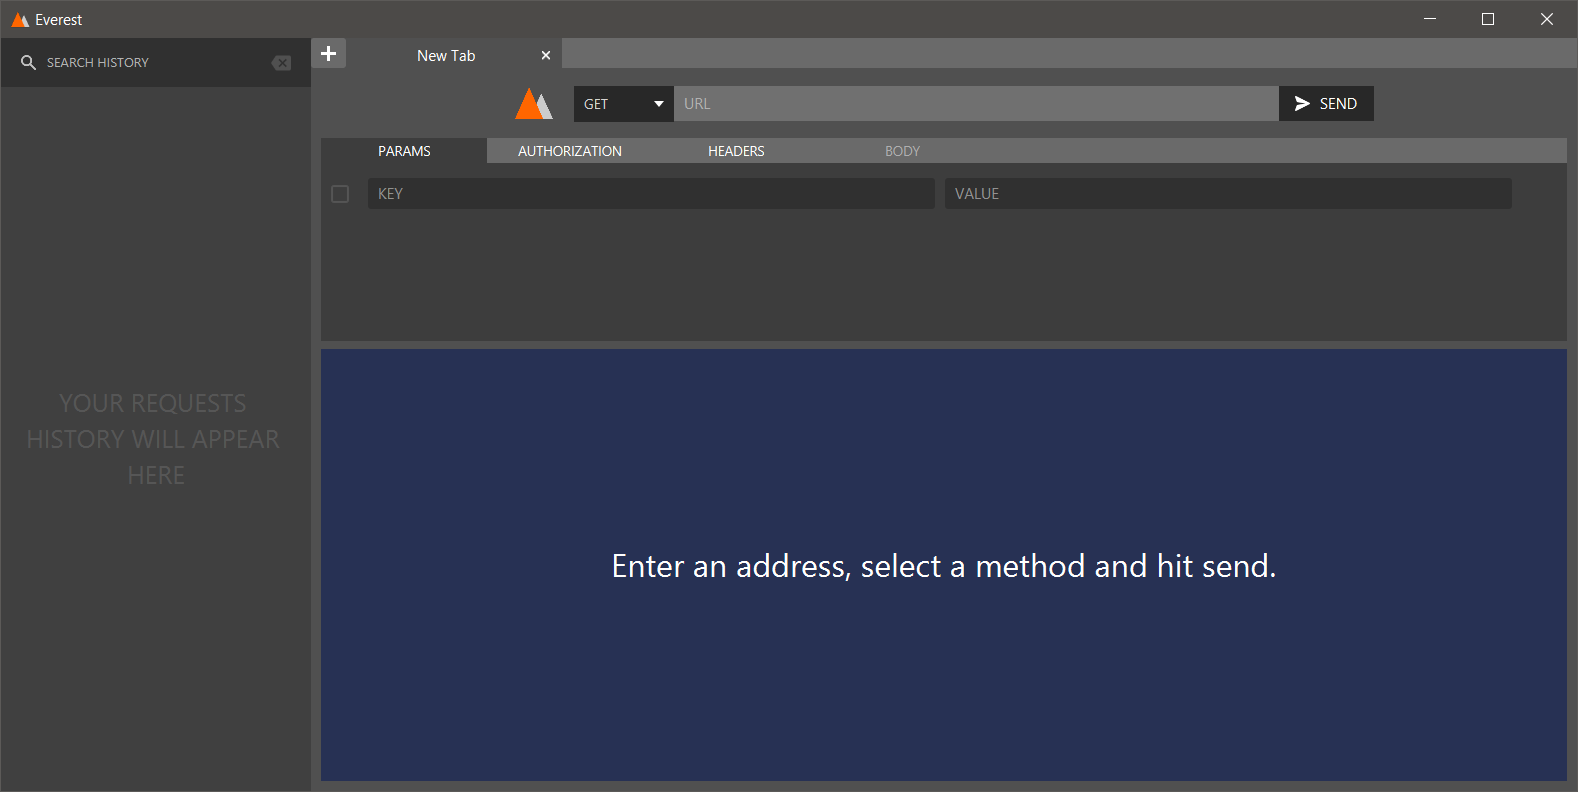 Everest
SEARCH HISTORY
New Tab
GET
URL
SEND
PARAMS
AUTHORIZATION
HEADERS
BODY
KEY
VALUE
YOUR REQUESTS
HISTORY WILL APPEAR
HERE
Enter an address, select a method and hit send.